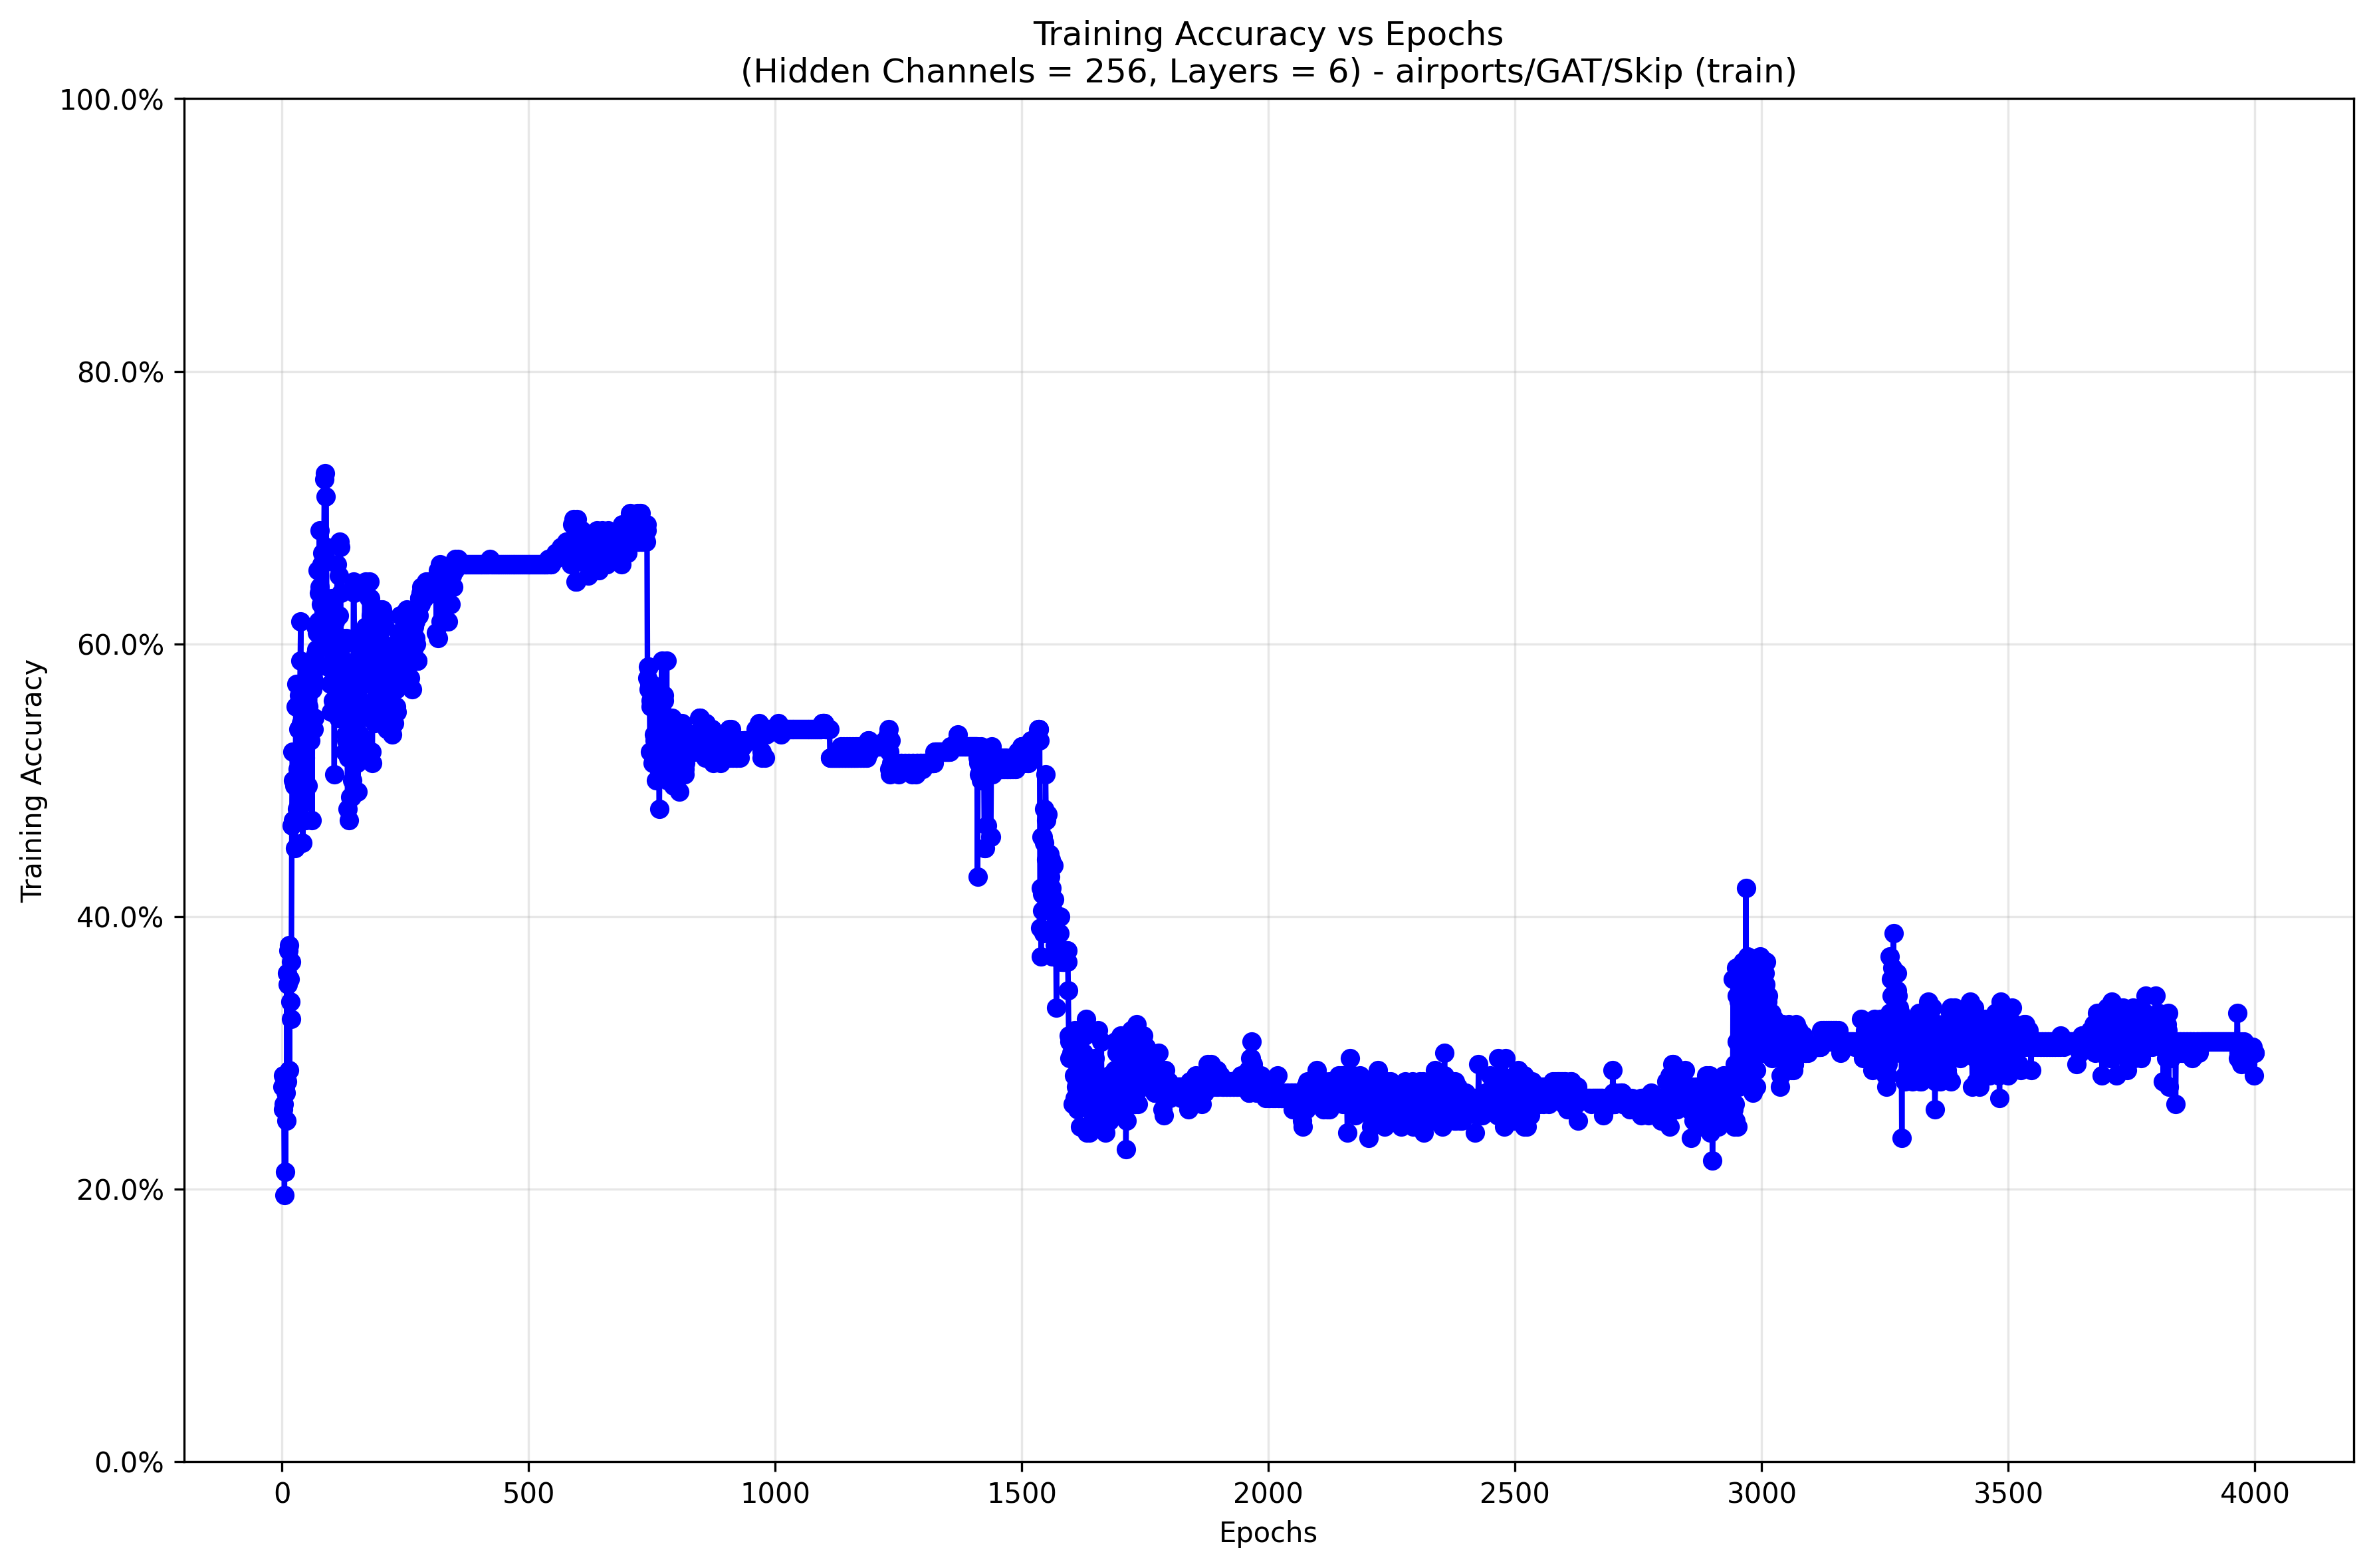 Training Accuracy vs Epochs
(Hidden Channels = 256, Layers = 6) - airports/GAT/Skip (train)
100.0%
80.0%
60.0%
40.0%
20.0%
0.0%
Training Accuracy
0 500 1000 1500 2000 2500 3000 3500 4000
Epochs